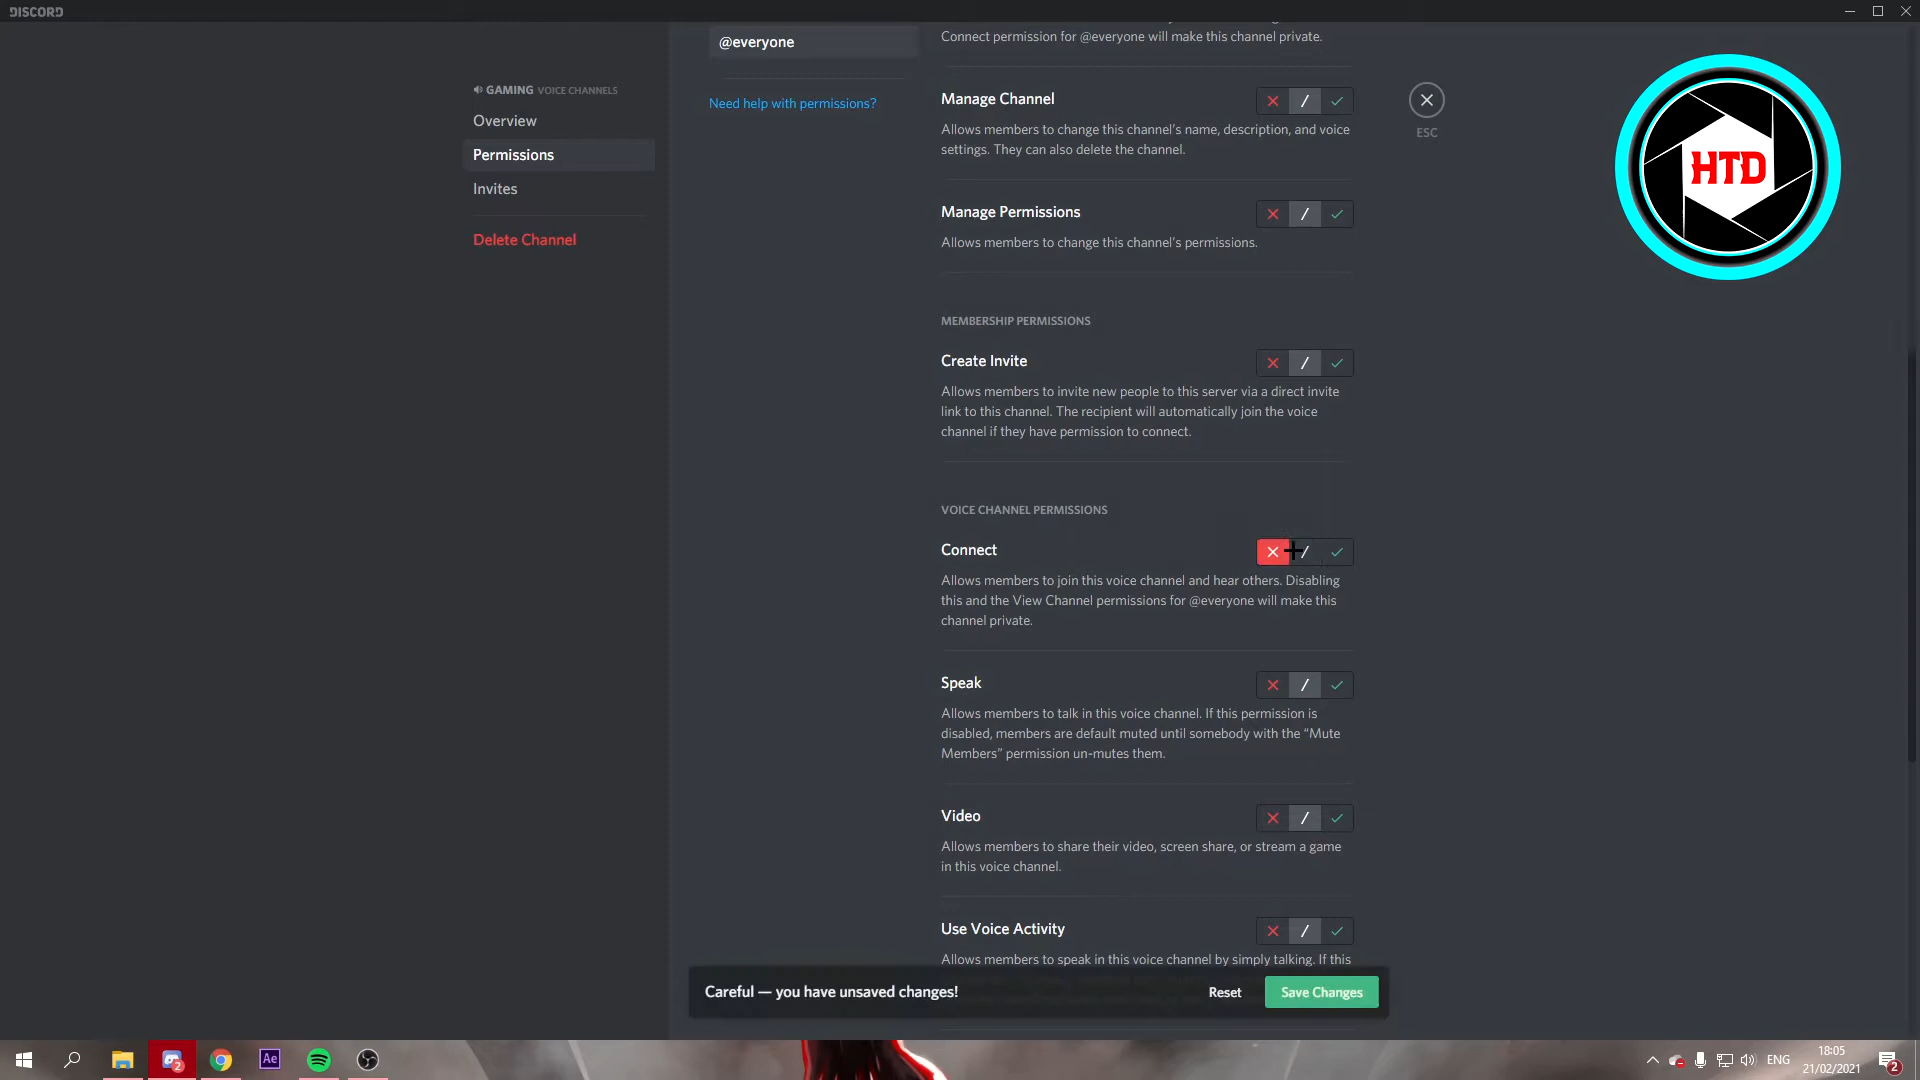 DISCORD
@everyone
Connect permission for @everyone will make this channel private.
GAMING VOICE CHANNELS
Overview
Permissions
Invites
Delete Channel
Need help with permissions?
Manage Channel
Allows members to change this channel's name, description, and voice
settings. They can also delete the channel.
ESC
HTD
Manage Permissions
Allows members to change this channel's permissions.
MEMBERSHIP PERMISSIONS
Create Invite
Allows members to invite new people to this server via a direct invite
link to this channel. The recipient will automatically join the voice
channel if they have permission to connect.
VOICE CHANNEL PERMISSIONS
Connect
Allows members to join this voice channel and hear others. Disabling
this and the View Channel permissions for @everyone will make this
channel private.
Speak
Allows members to talk in this voice channel. If this permission is
disabled, members are default muted until somebody with the “Mute
Members” permission un-mutes them.
Video
Allows members to share their video, screen share, or stream a game
in this voice channel.
Use Voice Activity
Allows members to speak in this voice channel by simply talking. If this
Careful — you have unsaved changes!
Reset
Save Changes
2
Ae
ENG
18:05
21/02/2021
2